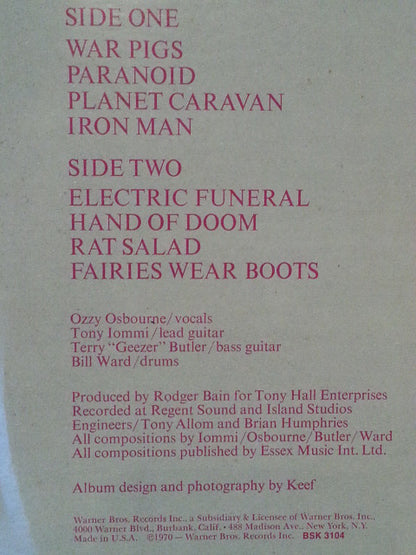 SIDE ONE
WAR PIGS
PARANOID
PLANET CARAVAN
IRON MAN
SIDE TWO
ELECTRIC FUNERAL
HAND OF DOOM
RAT SALAD
FAIRIES WEAR BOOTS
Ozzy Osbourne/vocals
Tony Iommi/lead guitar
Terry "Geezer" Butler/bass guitar
Bill Ward/drums
Produced by Rodger Bain for Tony Hall Enterprises
Recorded at Regent Sound and Island Studios
Engineers/Tony Allom and Brian Humphries
All compositions by Iommi/Osbourne/Butler/Ward
All compositions published by Essex Music Int. Ltd.
Album design and photography by Keef
Warner Bros. Records Inc., a Subsidiary & Licensee of Warner Bros. Inc.,
4000 Warner Blvd., Burbank, Calif. • 488 Madison Ave., New York, N.Y.
Made in U.S.A. ©1970 — Warner Bros. Records Inc. BSK 3104